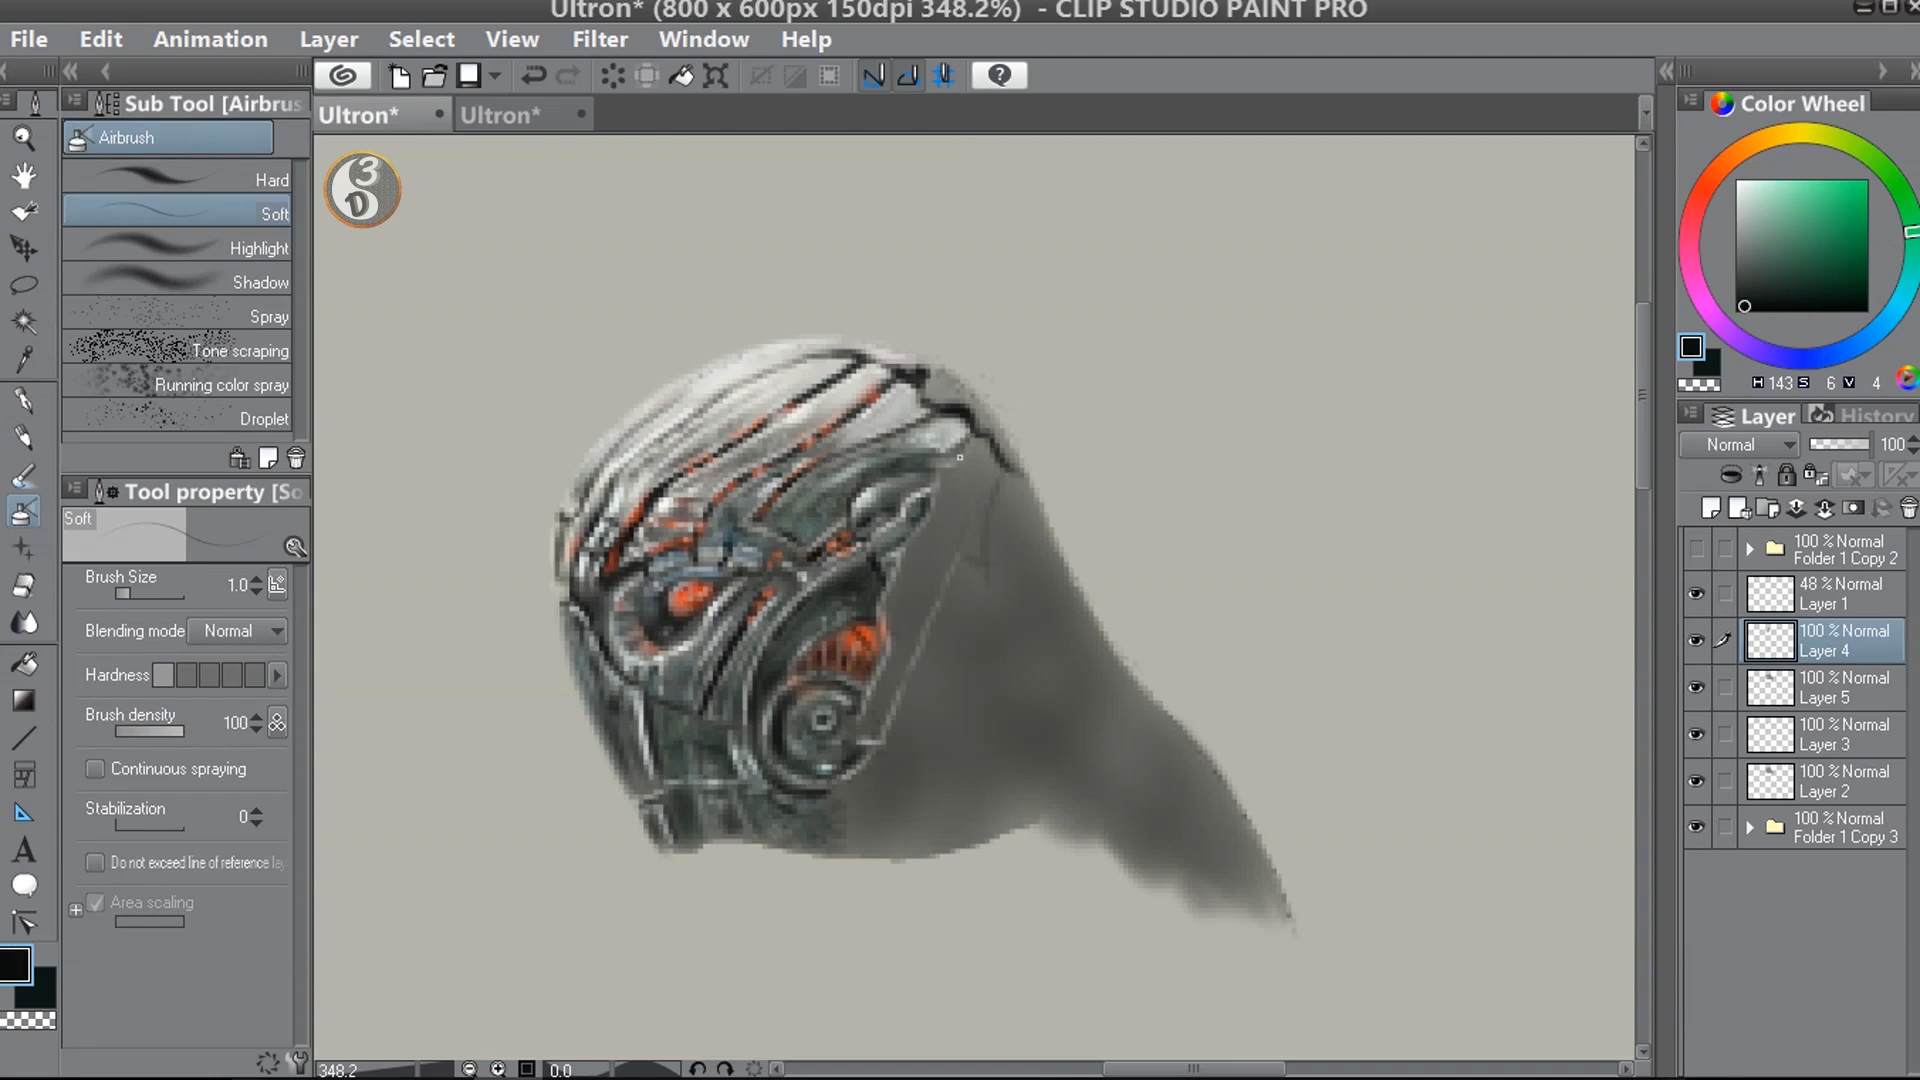 Ultron* (800 x 600px 150dpi 348.2%) - CLIP STUDIO PAINT PRO
File Edit Animation Layer Select View Filter Window Help
Sub Tool [Airbrus
Airbrush
Hard
Soft
Highlight
Shadow
Spray
Tone scraping
Running color spray
Droplet
Tool property [So
Soft
Brush Size 1.0
Blending mode Normal
Hardness
Brush density 100
Continuous spraying
Stabilization 0
Do not exceed line of reference la
Area scaling
Ultron* Ultron*
3
D
348.2 0.0
Color Wheel
H 143 S 6 V 4
Layer History
Normal 100
100 % Normal
Folder 1 Copy 2
48 % Normal
Layer 1
100 % Normal
Layer 4
100 % Normal
Layer 5
100 % Normal
Layer 3
100 % Normal
Layer 2
100 % Normal
Folder 1 Copy 3